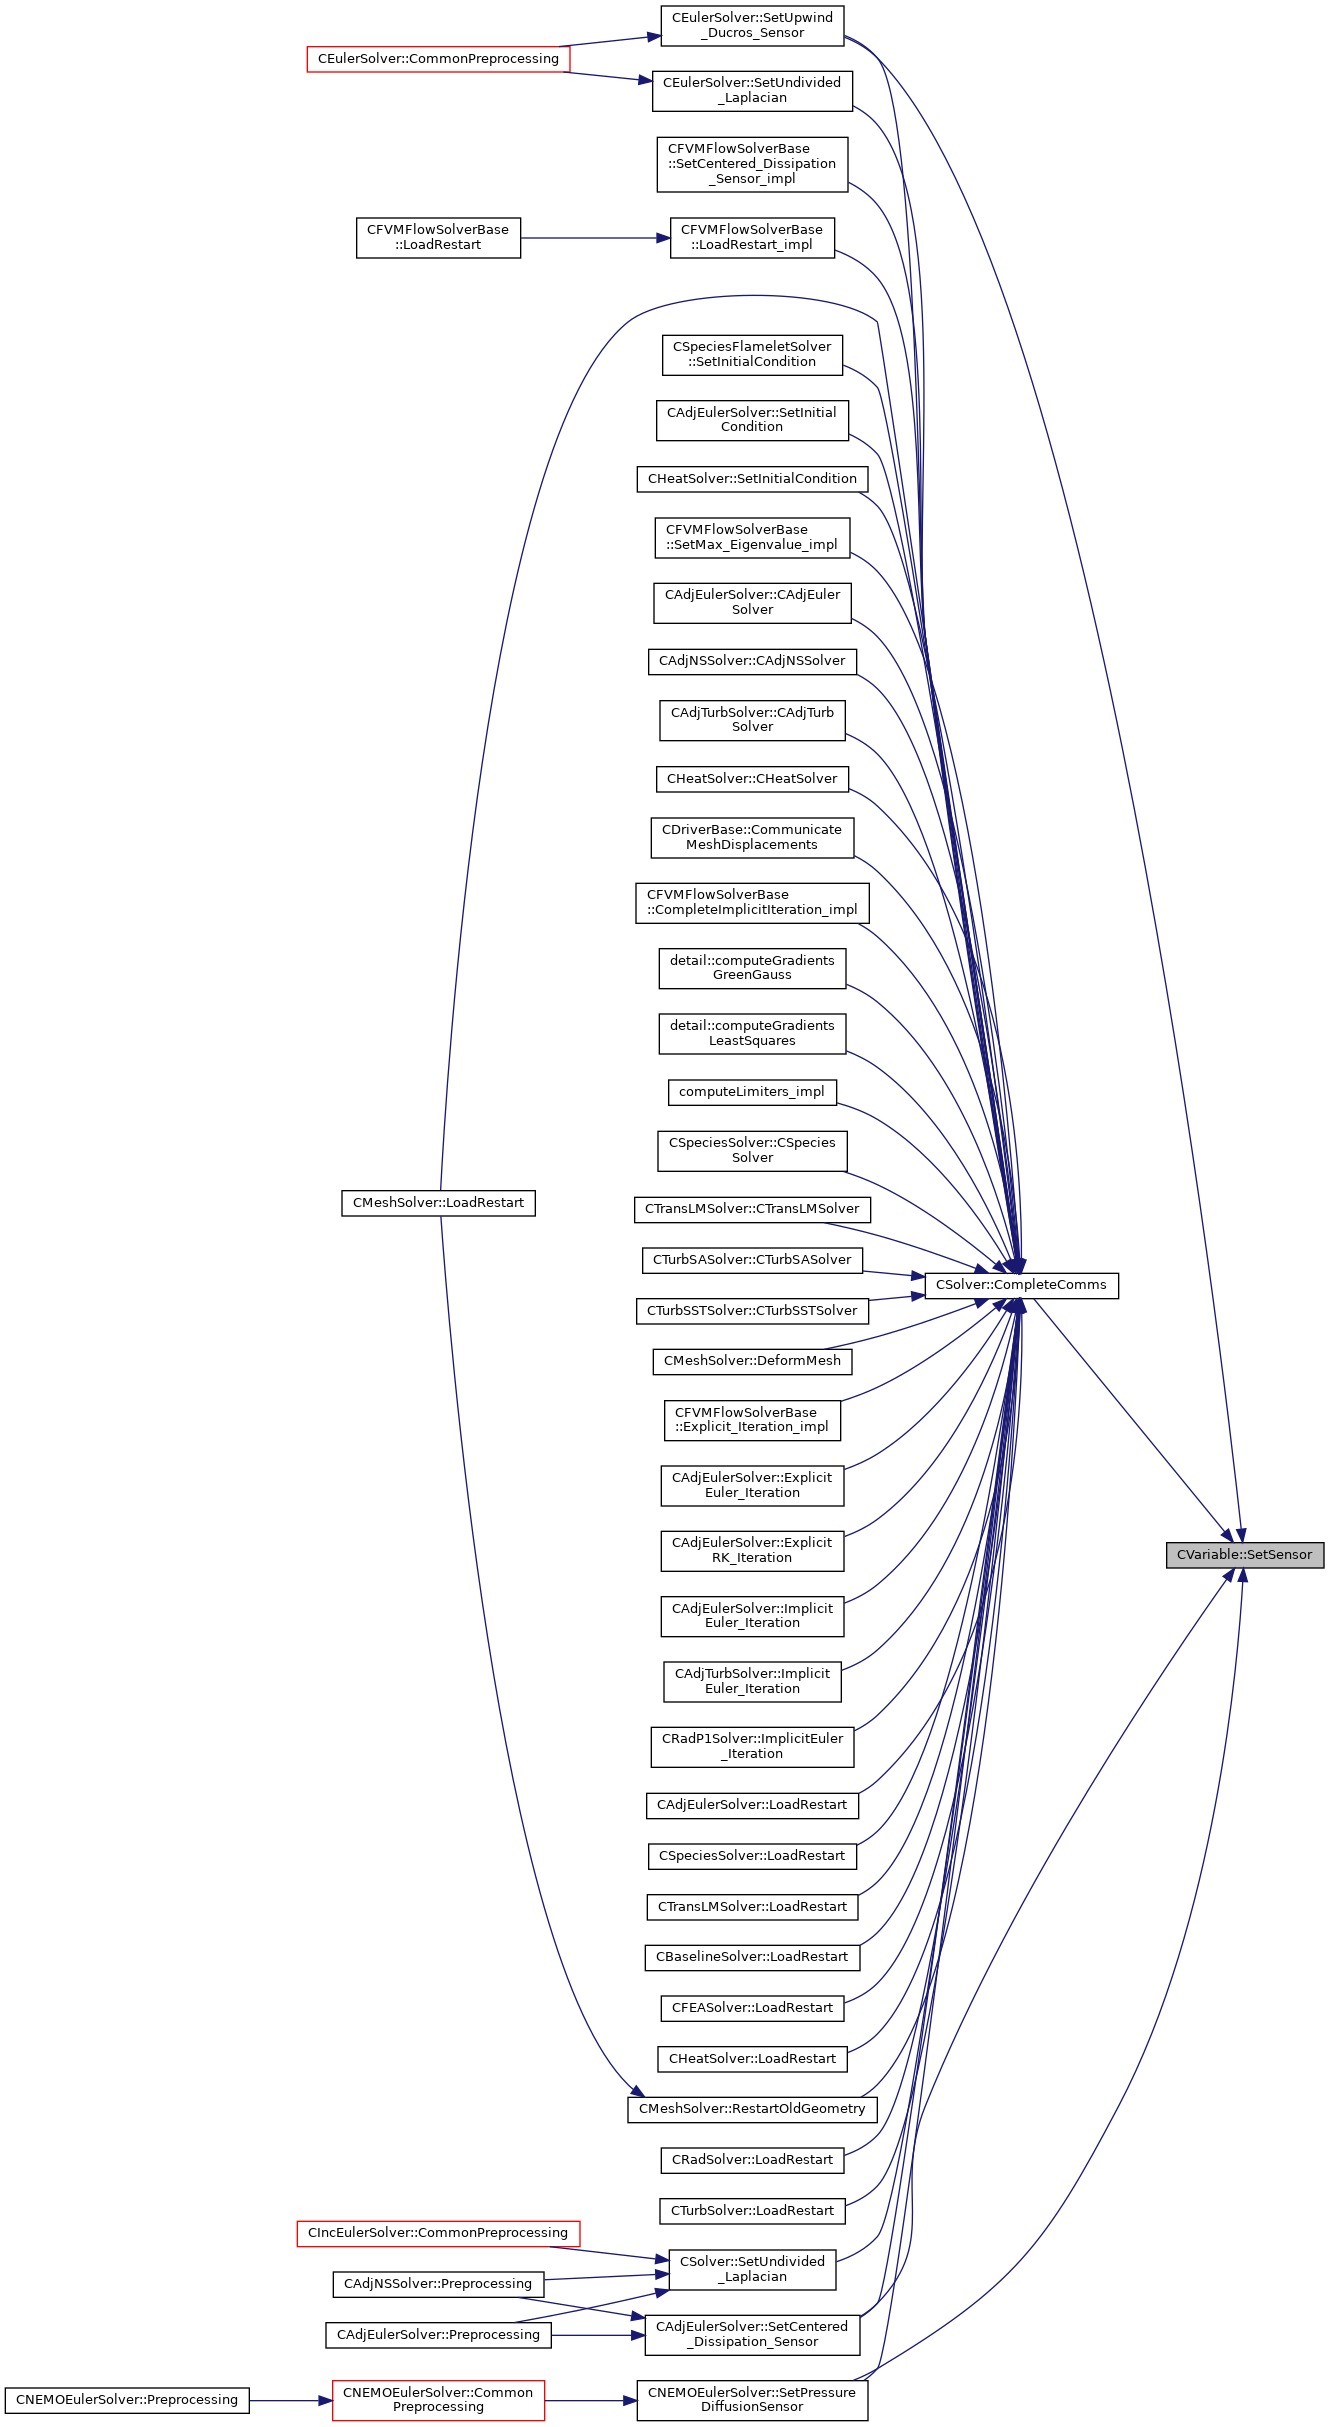 CEulerSolver::SetUpwind
_Ducros_Sensor
CEulerSolver::CommonPreprocessing
CEulerSolver::SetUndivided
_Laplacian
CFVMFlowSolverBase
::SetCentered_Dissipation
_Sensor_impl
CFVMFlowSolverBase
::LoadRestart
CFVMFlowSolverBase
::LoadRestart_impl
CSpeciesFlameletSolver
::SetInitialCondition
CAdjEulerSolver::SetInitial
Condition
CHeatSolver::SetInitialCondition
CFVMFlowSolverBase
::SetMax_Eigenvalue_impl
CAdjEulerSolver::CAdjEuler
Solver
CAdjNSSolver::CAdjNSSolver
CAdjTurbSolver::CAdjTurb
Solver
CHeatSolver::CHeatSolver
CDriverBase::Communicate
MeshDisplacements
CFVMFlowSolverBase
::CompleteImplicitIteration_impl
detail::computeGradients
GreenGauss
detail::computeGradients
LeastSquares
computeLimiters_impl
CSpeciesSolver::CSpecies
Solver
CMeshSolver::LoadRestart
CTransLMSolver::CTransLMSolver
CTurbSASolver::CTurbSASolver
CSolver::CompleteComms
CTurbSSTSolver::CTurbSSTSolver
CMeshSolver::DeformMesh
CFVMFlowSolverBase
::Explicit_Iteration_impl
CAdjEulerSolver::Explicit
Euler_Iteration
CAdjEulerSolver::Explicit
RK_Iteration
CVariable::SetSensor
CAdjEulerSolver::Implicit
Euler_Iteration
CAdjTurbSolver::Implicit
Euler_Iteration
CRadP1Solver::ImplicitEuler
_Iteration
CAdjEulerSolver::LoadRestart
CSpeciesSolver::LoadRestart
CTransLMSolver::LoadRestart
CBaselineSolver::LoadRestart
CFEASolver::LoadRestart
CHeatSolver::LoadRestart
CMeshSolver::RestartOldGeometry
CRadSolver::LoadRestart
CTurbSolver::LoadRestart
CIncEulerSolver::CommonPreprocessing
CSolver::SetUndivided
_Laplacian
CAdjNSSolver::Preprocessing
CAdjEulerSolver::Preprocessing
CAdjEulerSolver::SetCentered
_Dissipation_Sensor
CNEMOEulerSolver::Preprocessing
CNEMOEulerSolver::Common
Preprocessing
CNEMOEulerSolver::SetPressure
DiffusionSensor